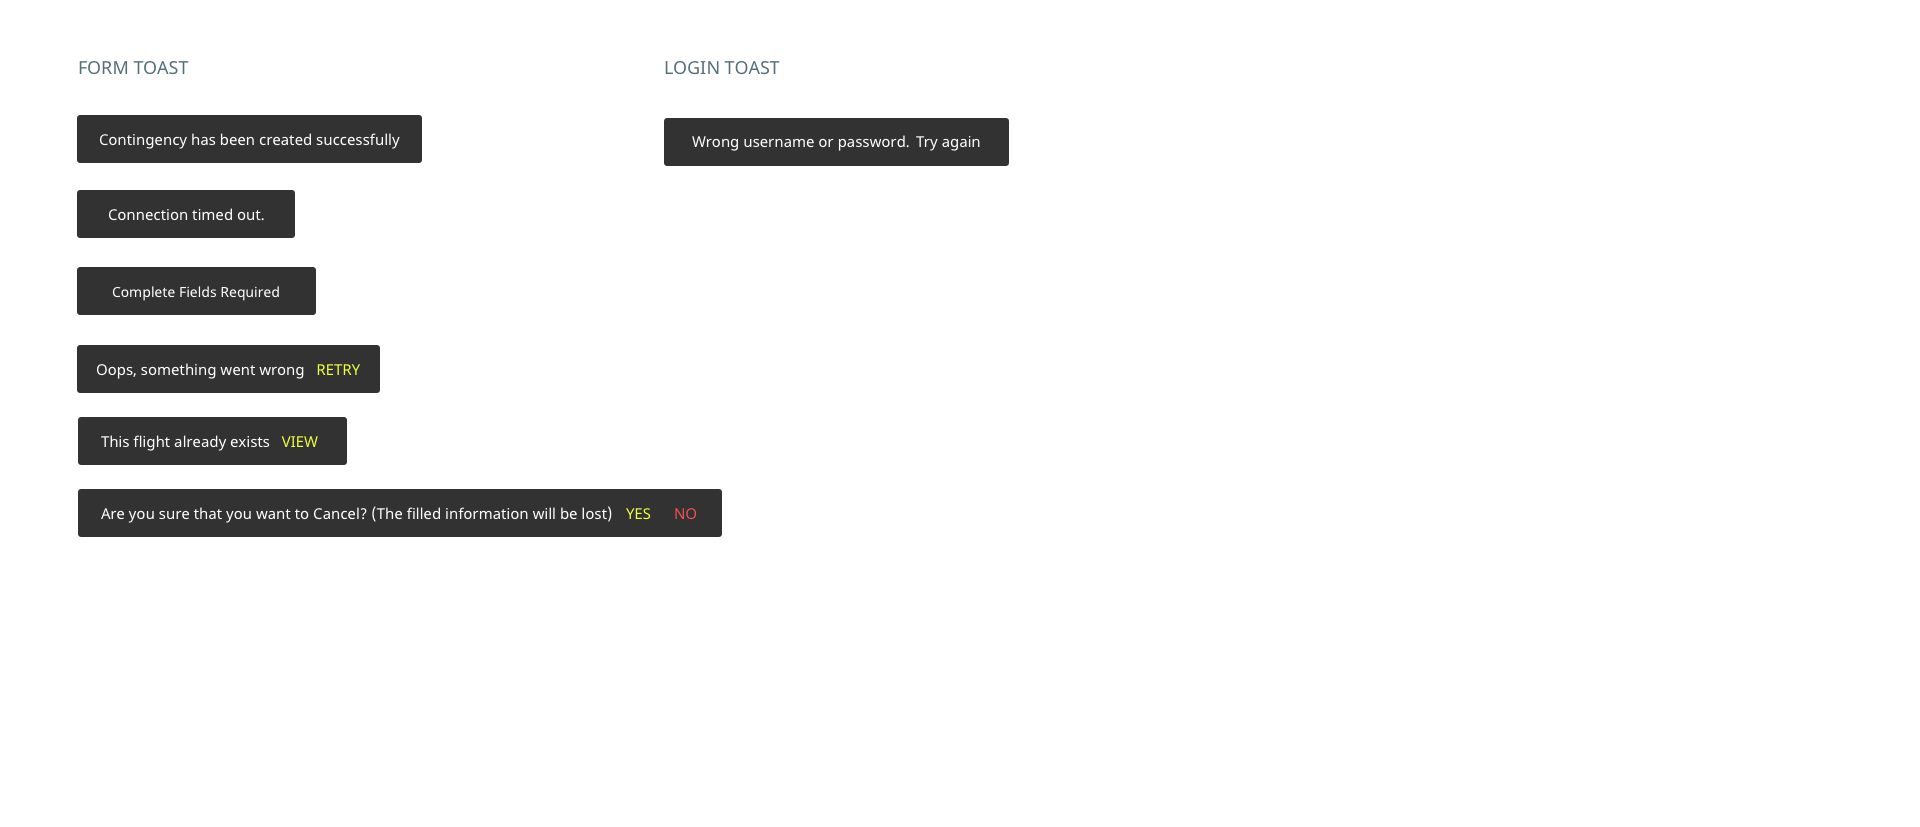 FORM TOAST
Contingency has been created successfully
Connection timed out.
Complete Fields Required
Oops, something went wrong RETRY
This flight already exists VIEW
Are you sure that you want to Cancel? (The filled information will be lost) YES NO
LOGIN TOAST
Wrong username or password. Try again